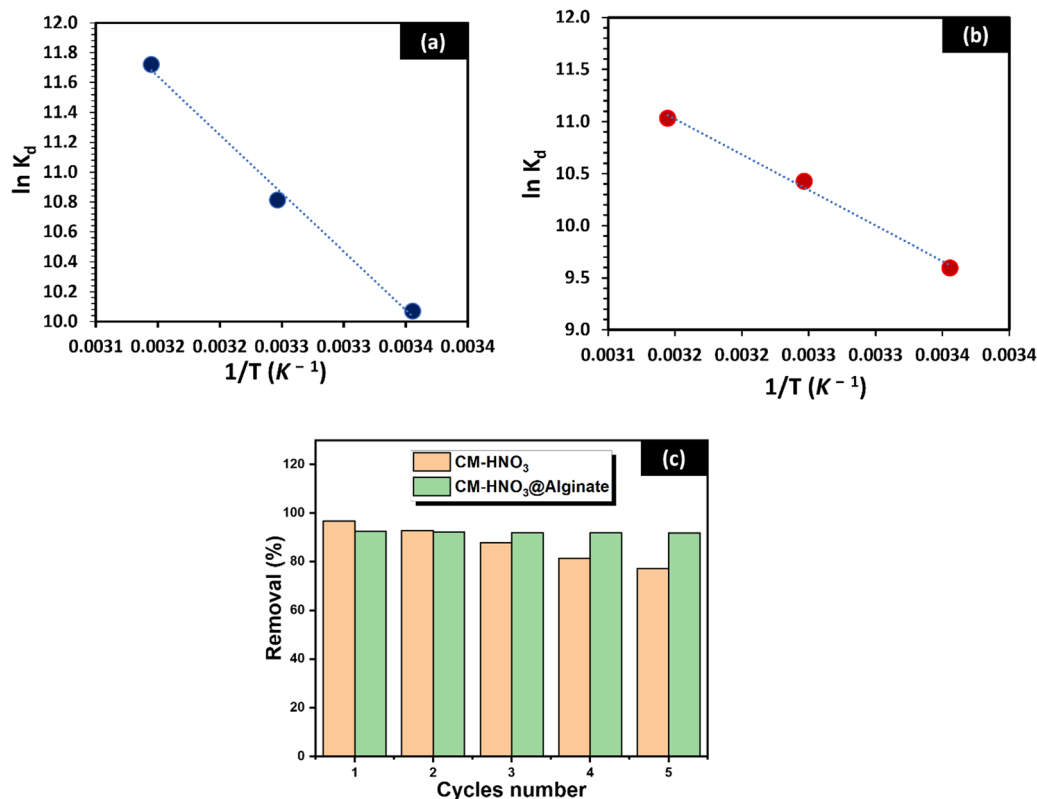 (a)
12.0
11.8
11.6
11.4
11.2
11.0
10.8
10.6
10.4
10.2
10.0
ln K_d
0.0031 0.0032 0.0032 0.0033 0.0033 0.0034 0.0034
1/T (K⁻¹)
(b)
12.0
11.5
11.0
10.5
10.0
9.5
9.0
ln K_d
0.0031 0.0032 0.0032 0.0033 0.0033 0.0034 0.0034
1/T (K⁻¹)
(c)
CM-HNO₃
CM-HNO₃@Alginate
120
100
80
60
40
20
0
Removal (%)
1 2 3 4 5
Cycles number